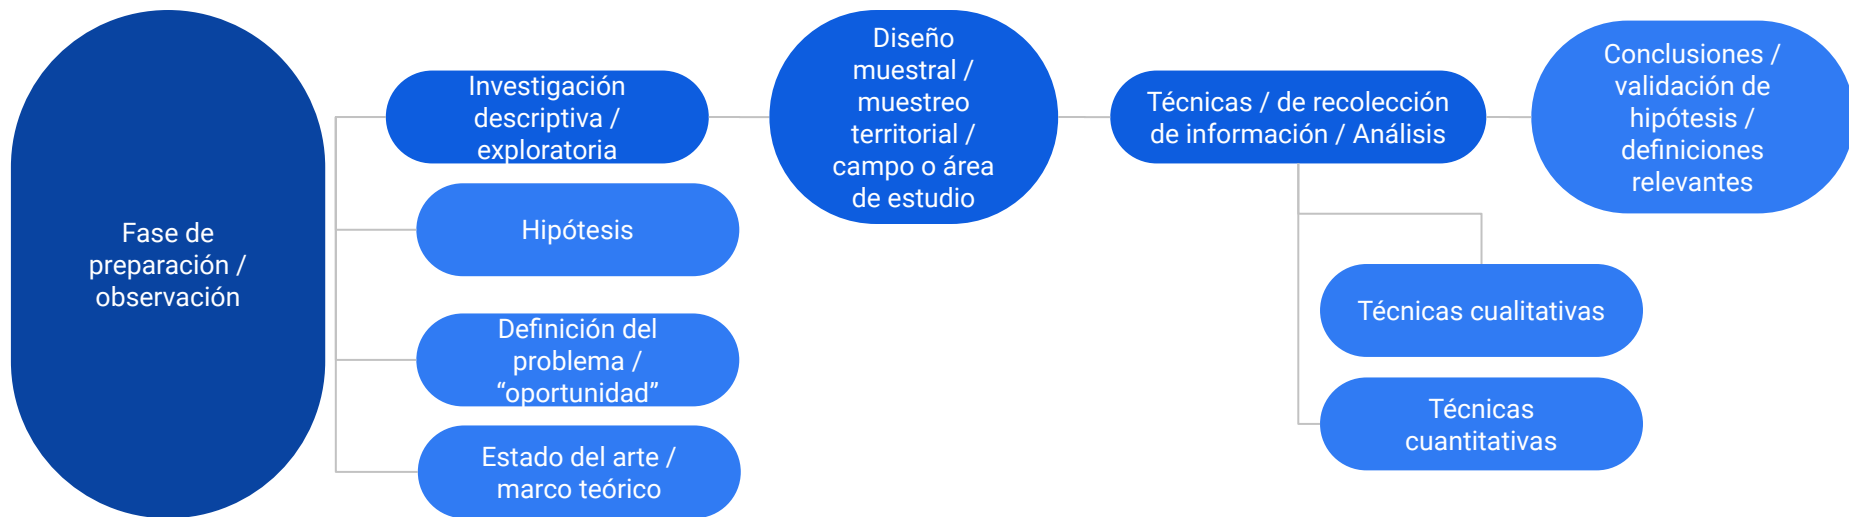 Fase de
preparación /
observación
Investigación
descriptiva /
exploratoria
Hipótesis
Definición del
problema /
“oportunidad”
Estado del arte /
marco teórico
Diseño
muestral /
muestreo
territorial /
campo o área
de estudio
Técnicas / de recolección
de información / Análisis
Técnicas cualitativas
Técnicas
cuantitativas
Conclusiones /
validación de
hipótesis /
definiciones
relevantes